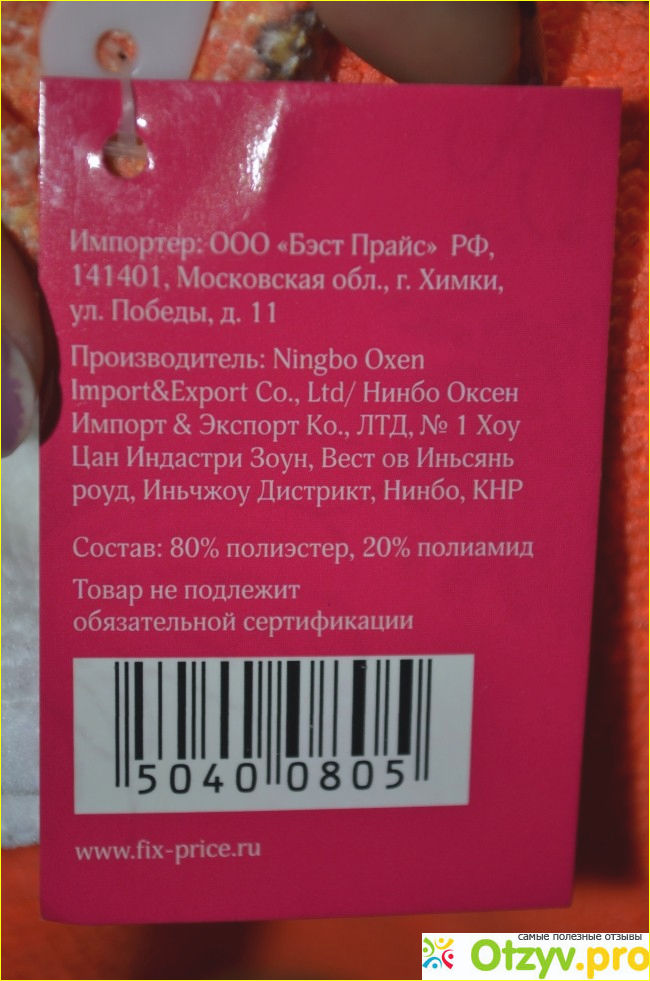 Импортер: ООО «Бэст Прайс» РФ,
141401, Московская обл., г. Химки,
ул. Победы, д. 11
Производитель: Ningbo Oxen
Import&Export Co., Ltd/ Нинбо Оксен
Импорт & Экспорт Ко., ЛТД, № 1 Хоу
Цан Индастри Зоун, Вест ов Иньсянь
роуд, Иньчжоу Дистрикт, Нинбо, КНР
Состав: 80% полиэстер, 20% полиамид
Товар не подлежит
обязательной сертификации
5040 0805
www.fix-price.ru
самые полезные отзывы
Otzyv.pro